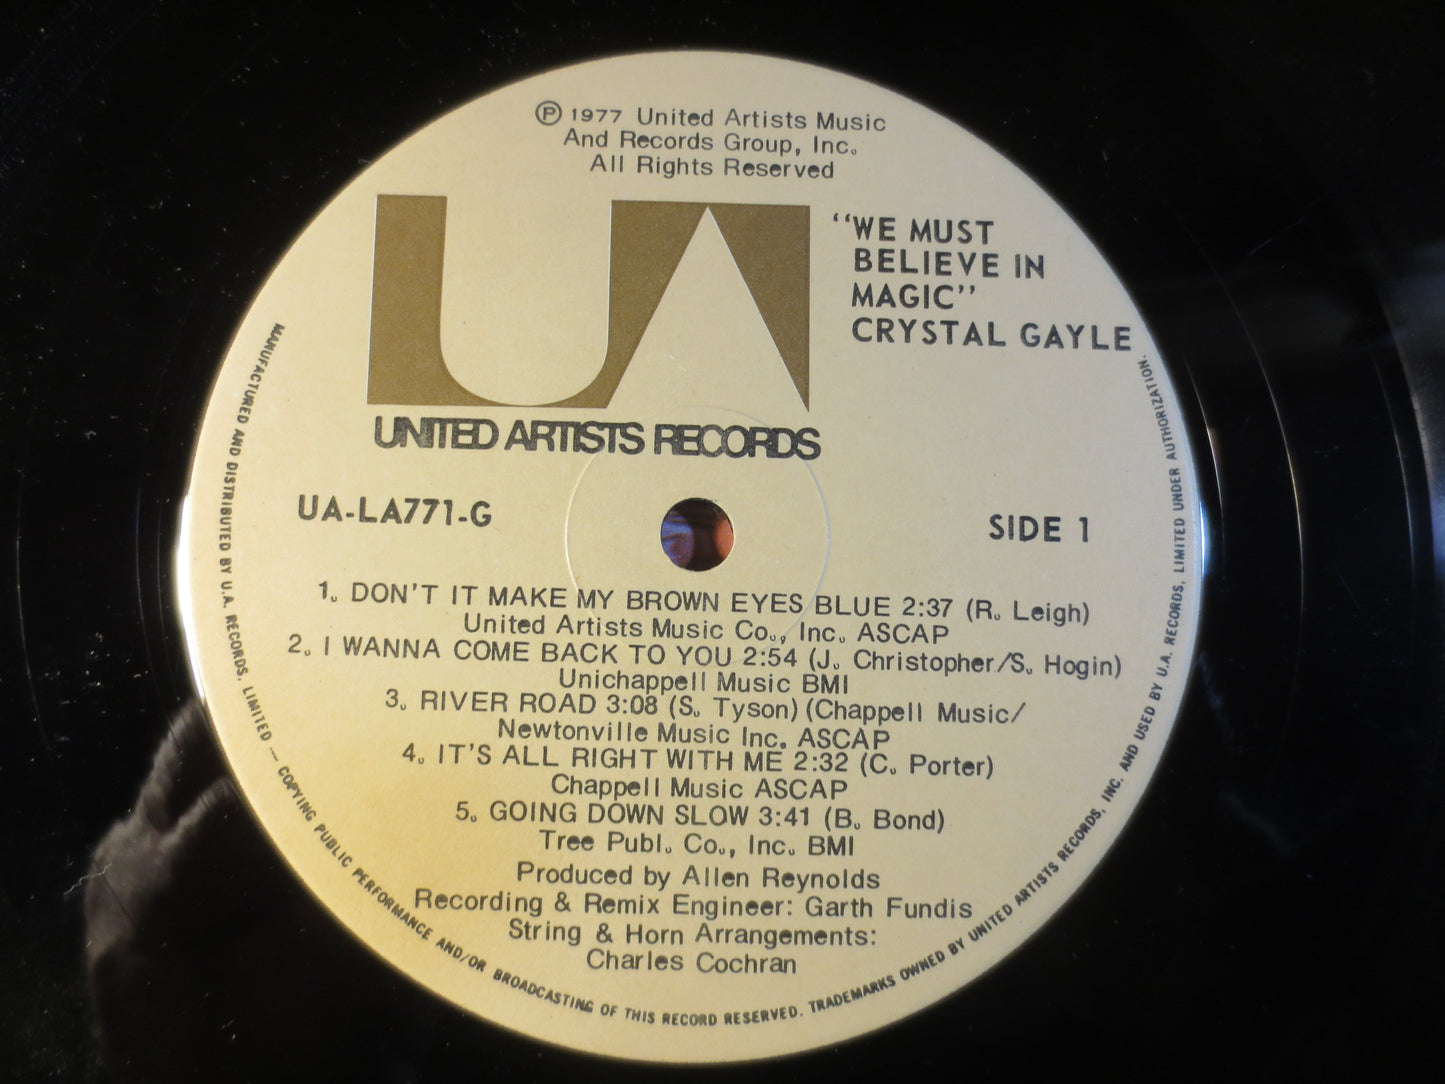 Ⓟ 1977 United Artists Music
And Records Group, Inc.
All Rights Reserved
UA
"WE MUST
BELIEVE IN
MAGIC"
CRYSTAL GAYLE
UNITED ARTISTS RECORDS
UA-LA771-G
SIDE 1
1. DON'T IT MAKE MY BROWN EYES BLUE 2:37 (R. Leigh)
United Artists Music Co., Inc. ASCAP
2. I WANNA COME BACK TO YOU 2:54 (J. Christopher/S. Hogin)
Unichappell Music BMI
3. RIVER ROAD 3:08 (S. Tyson) (Chappell Music/
Newtonville Music Inc. ASCAP
4. IT'S ALL RIGHT WITH ME 2:32 (C. Porter)
Chappell Music ASCAP
5. GOING DOWN SLOW 3:41 (B. Bond)
Tree Publ. Co., Inc. BMI
Produced by Allen Reynolds
Recording & Remix Engineer: Garth Fundis
String & Horn Arrangements:
Charles Cochran
MANUFACTURED AND DISTRIBUTED BY U.A. RECORDS, LIMITED — COPYING PUBLIC PERFORMANCE AND/OR BROADCASTING OF THIS RECORD RESERVED. TRADEMARKS OWNED BY UNITED ARTISTS RECORDS, INC. AND USED BY U.A. RECORDS, LIMITED UNDER AUTHORIZATION.